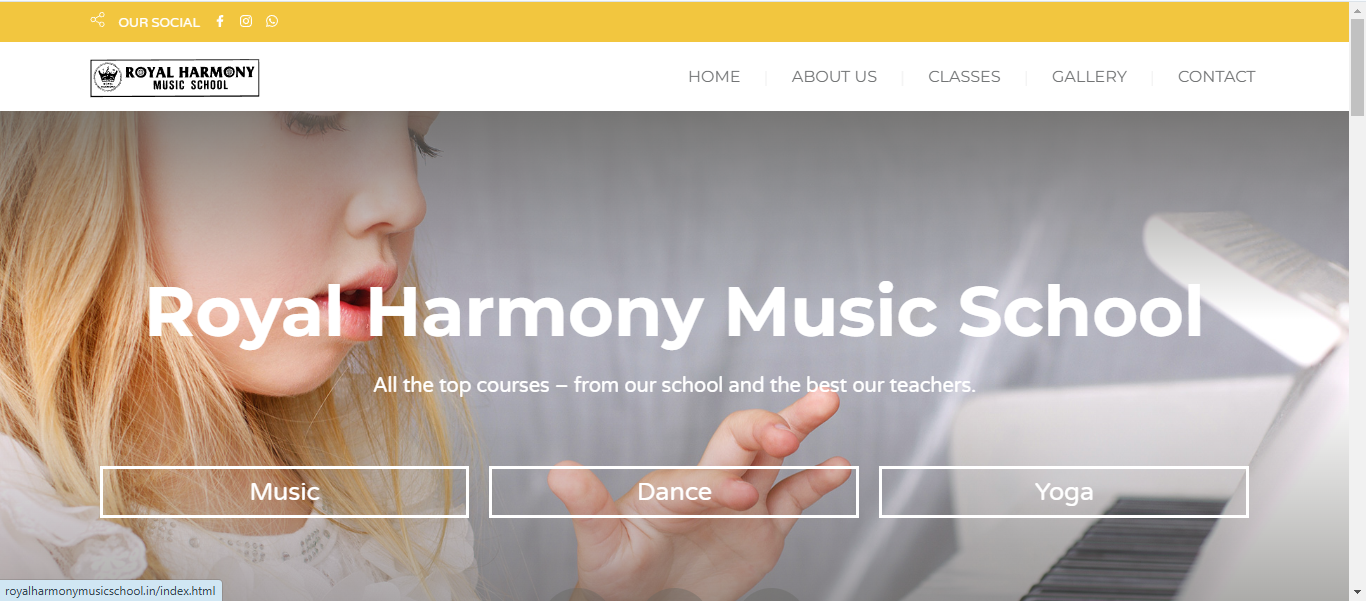 OUR SOCIAL
ROYAL HARMONY
MUSIC SCHOOL
HOME
ABOUT US
CLASSES
GALLERY
CONTACT
Royal Harmony Music School
All the top courses – from our school and the best our teachers.
Music
Dance
Yoga
royalharmonymusicschool.in/index.html